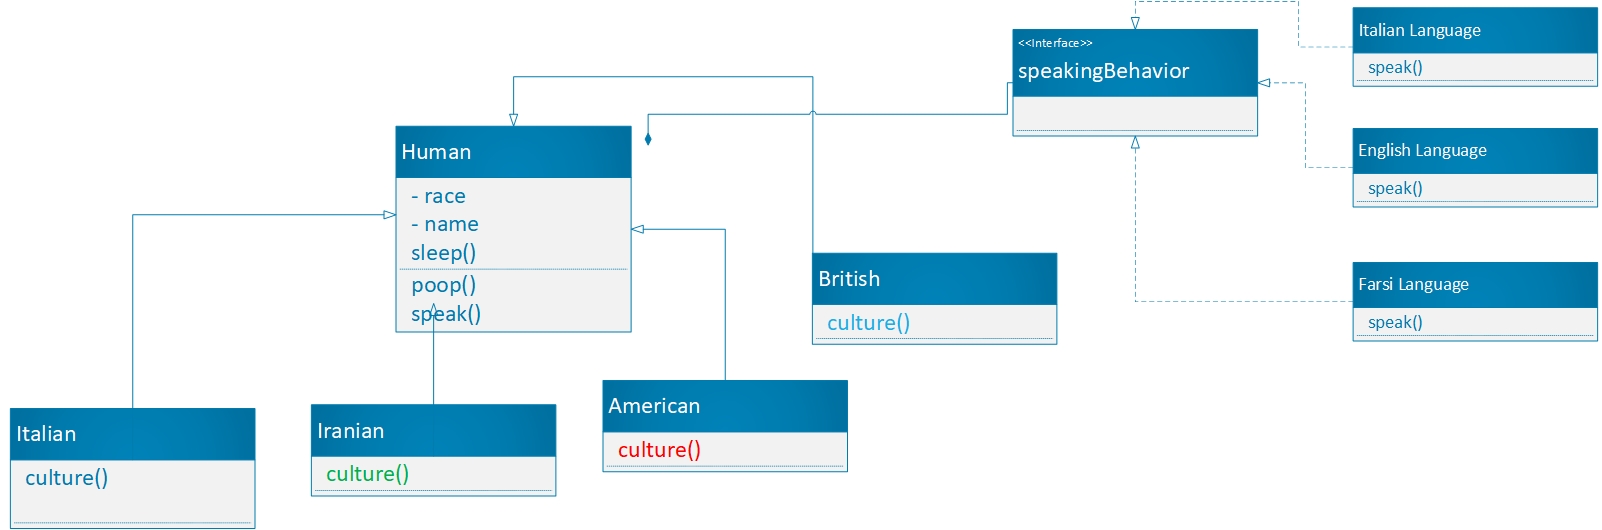 Italian Language
speak()
<<Interface>>
speakingBehavior
English Language
speak()
Human
- race
- name
sleep()
poop()
speak()
British
culture()
Farsi Language
speak()
American
culture()
Iranian
culture()
Italian
culture()